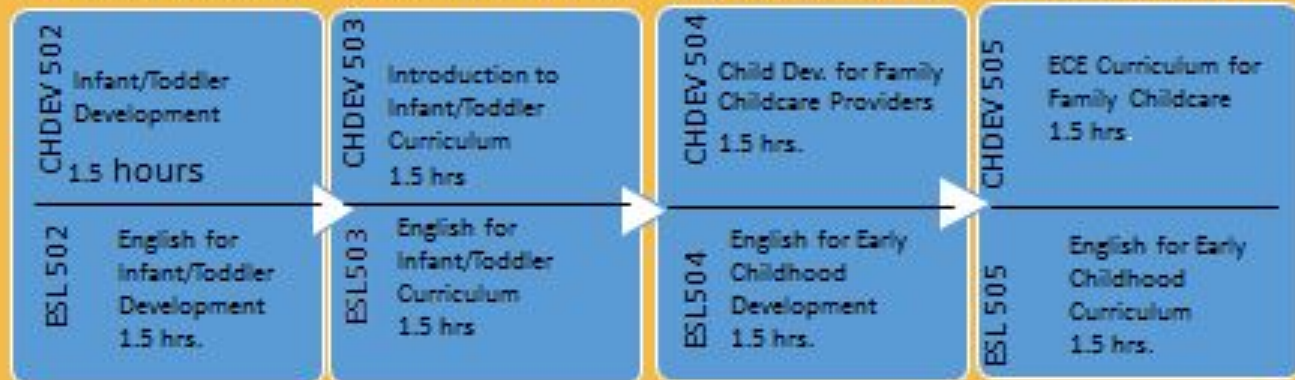 CHDEV 502
Infant/Toddler
Development
1.5 hours
ESL 502
English for
Infant/Toddler
Development
1.5 hrs.
CHDEV 503
Introduction to
Infant/Toddler
Curriculum
1.5 hrs
ESL503
English for
Infant/Toddler
Curriculum
1.5 hrs
CHDEV 504
Child Dev. for Family
Childcare Providers
1.5 hrs.
ESL504
English for Early
Childhood
Development
1.5 hrs.
CHDEV 505
ECE Curriculum for
Family Childcare
1.5 hrs.
ESL 505
English for Early
Childhood
Curriculum
1.5 hrs.